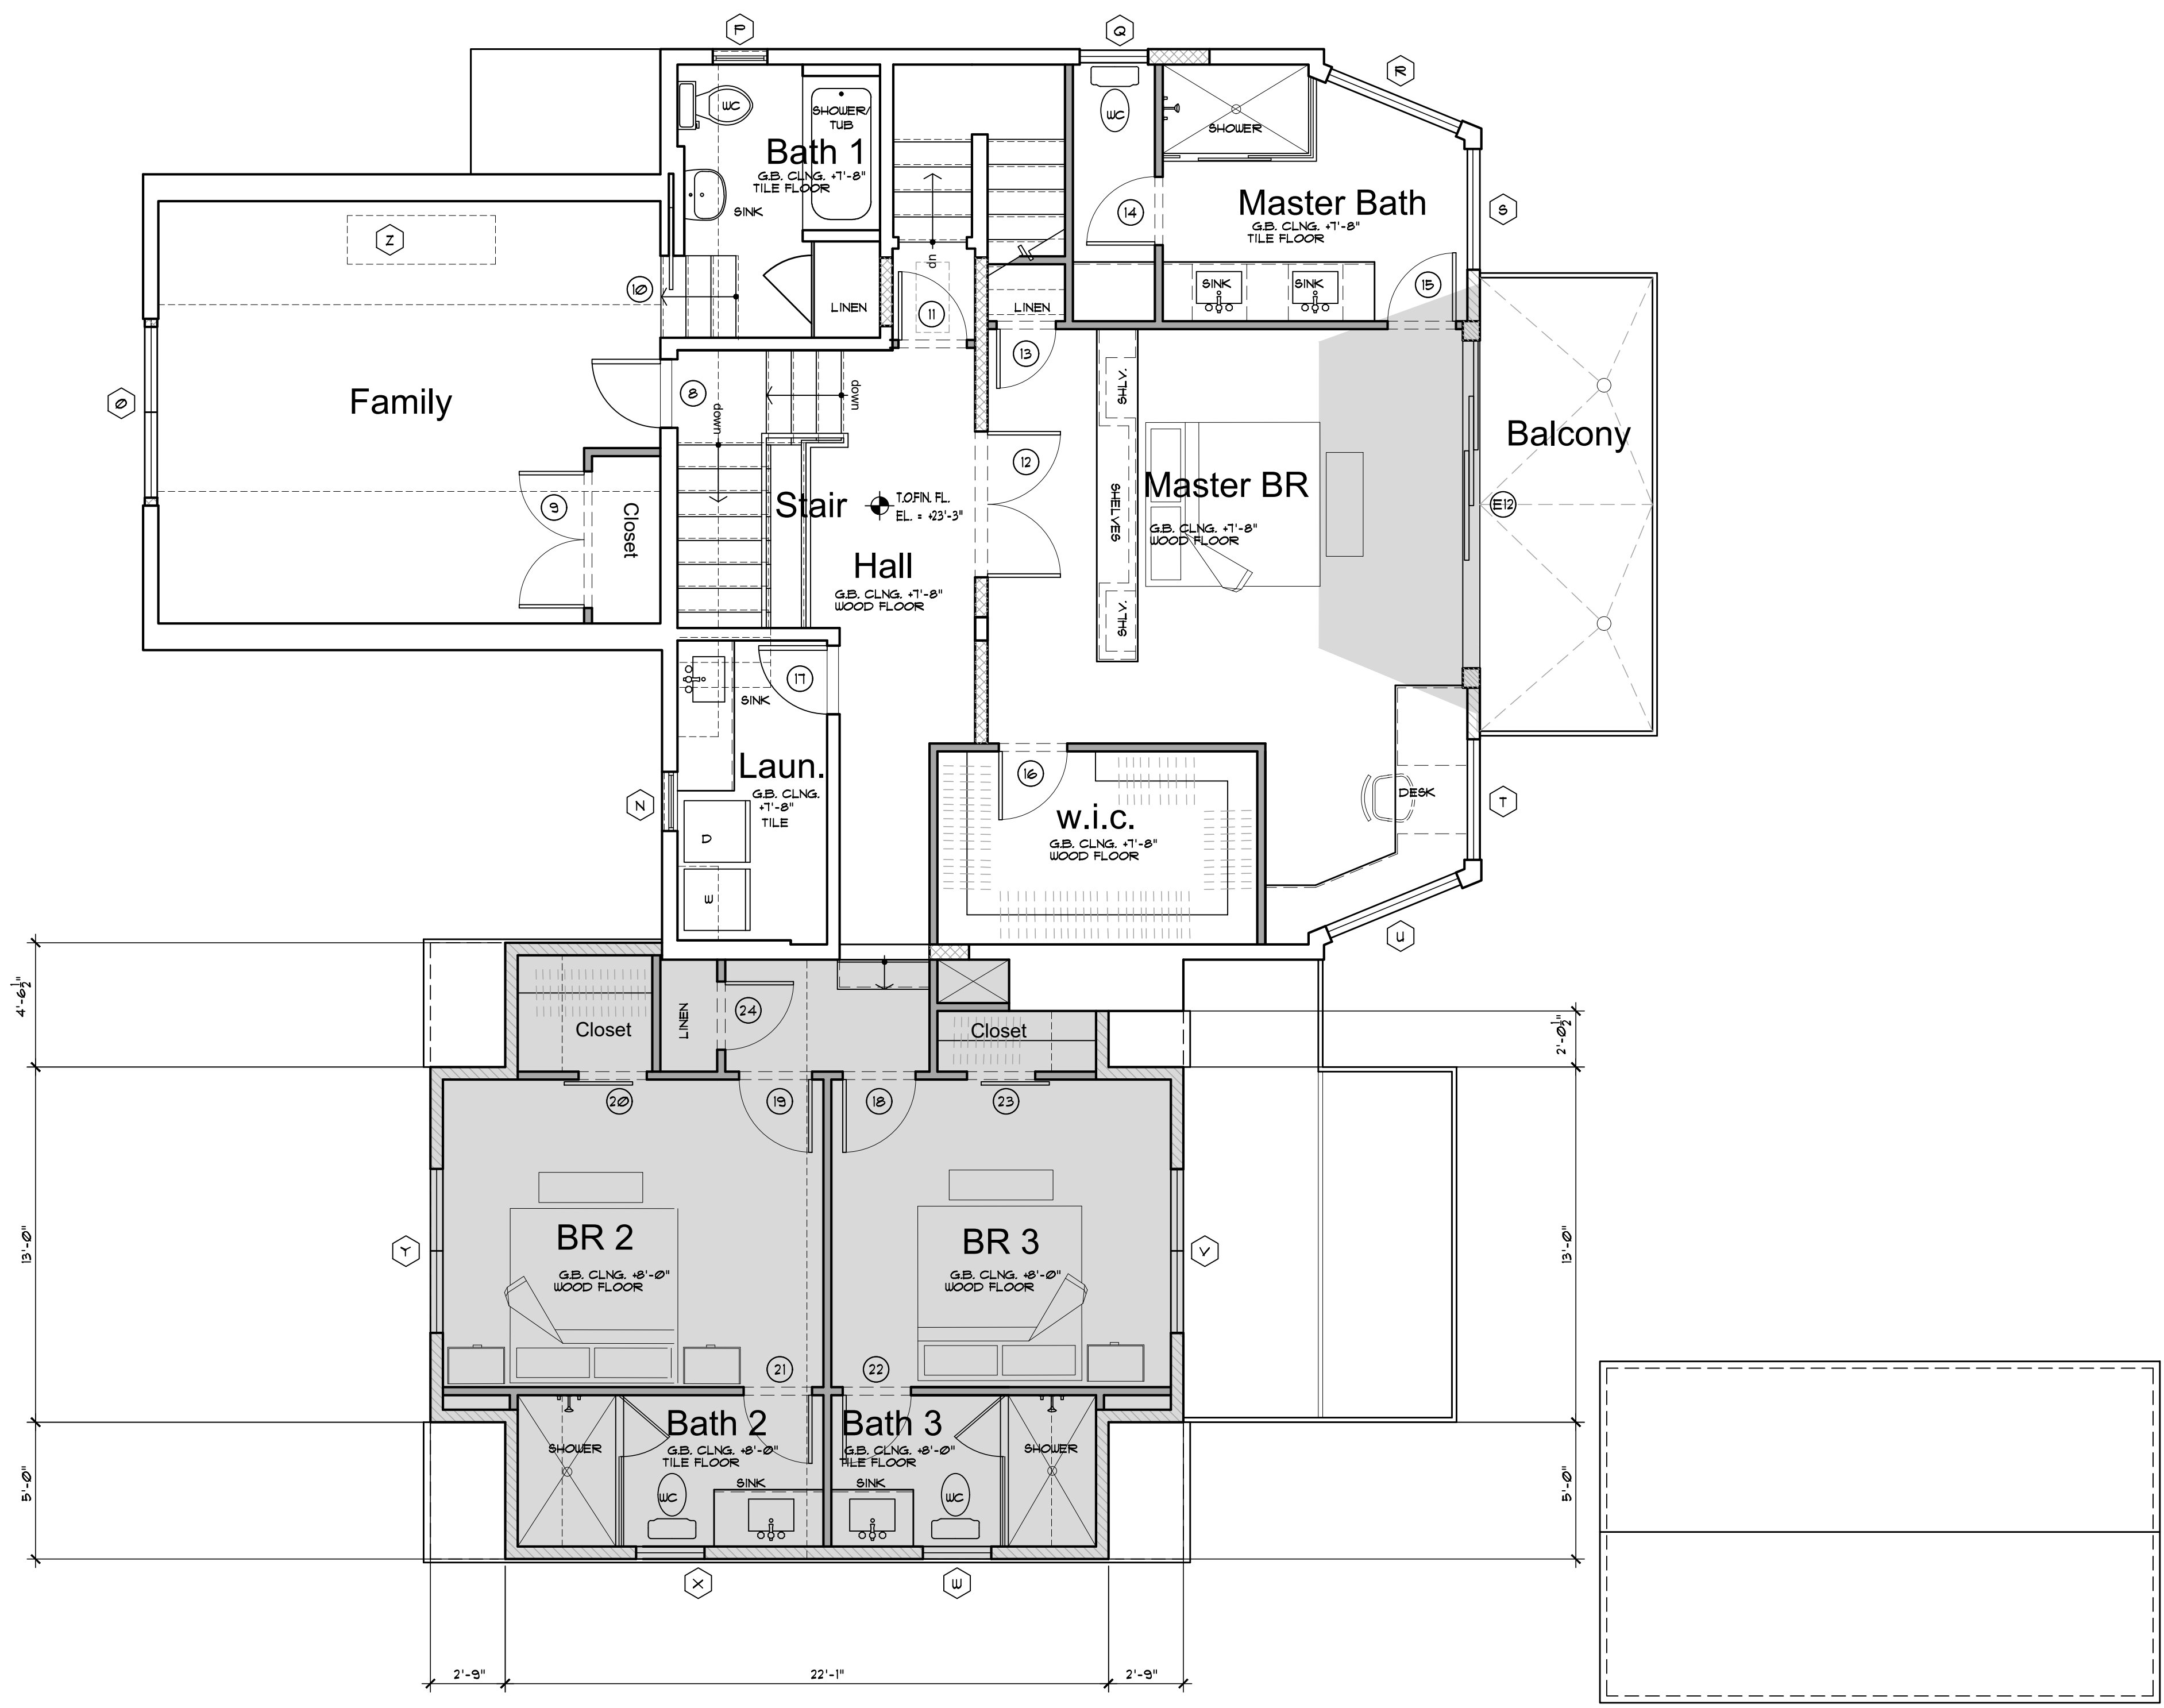 P
Q
R
WC
SHOWER/
TUB
Bath 1
G.B. CLNG. +7'-8"
TILE FLOOR
SINK
LINEN
WC
SHOWER
14
Master Bath
G.B. CLNG. +7'-8"
TILE FLOOR
S
Z
10
up
11
LINEN
SINK
SINK
15
13
Ø
Family
8
down
down
SHLV.
Balcony
12
9
Closet
Stair
T.O.FIN. FL.
EL. = +23'-3"
SHELVES
Master BR
G.B. CLNG. +7'-8"
WOOD FLOOR
E12
Hall
G.B. CLNG. +7'-8"
WOOD FLOOR
SHLV.
17
SINK
Laun.
G.B. CLNG.
+7'-8"
TILE
N
D
W
16
w.i.c.
G.B. CLNG. +7'-8"
WOOD FLOOR
DESK
T
U
4'-6½"
Closet
LINEN
24
Closet
2'-0½"
20
19
18
23
13'-0"
Y
BR 2
G.B. CLNG. +8'-0"
WOOD FLOOR
BR 3
G.B. CLNG. +8'-0"
WOOD FLOOR
V
13'-0"
21
22
5'-0"
SHOWER
Bath 2
G.B. CLNG. +8'-0"
TILE FLOOR
WC
SINK
Bath 3
G.B. CLNG. +8'-0"
TILE FLOOR
SINK
WC
SHOWER
5'-0"
X
W
2'-9"
22'-1"
2'-9"